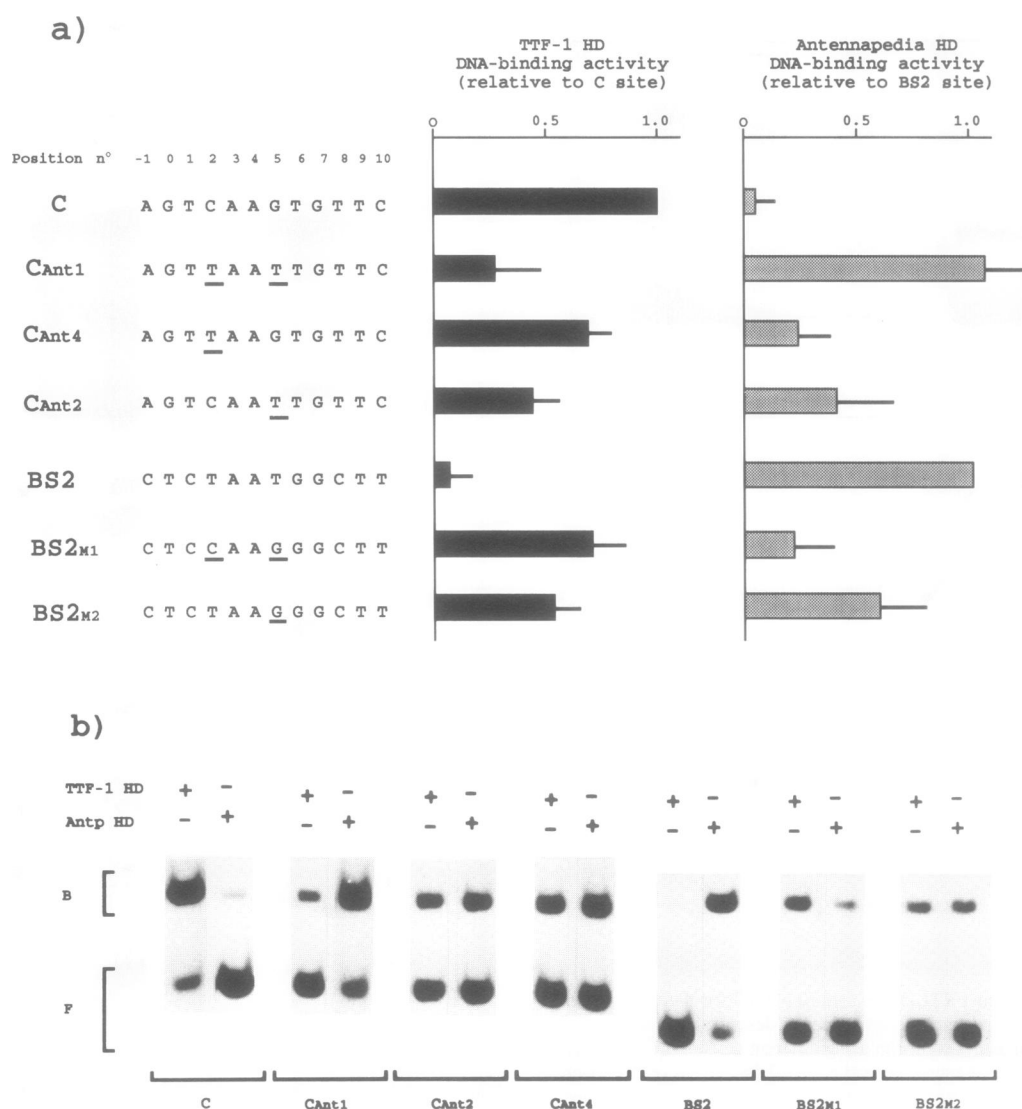 a)
TTF-1 HD
DNA-binding activity
(relative to C site)
Antennapedia HD
DNA-binding activity
(relative to BS2 site)
O 0.5 1.0
O 0.5 1.0
Position n° -1 0 1 2 3 4 5 6 7 8 9 10
C A G T C A A G T G T T C
CAnt1 A G T T A A T T G T T C
CAnt4 A G T T A A G T G T T C
CAnt2 A G T C A A T T G T T C
BS2 C T C T A A T G G C T T
BS2M1 C T C C A A G G G C T T
BS2M2 C T C T A A G G G C T T
b)
TTF-1 HD + - + - + - + - + - + - + -
Antp HD - + - + - + - + - + - + - +
B
F
C CAnt1 CAnt2 CAnt4 BS2 BS2M1 BS2M2